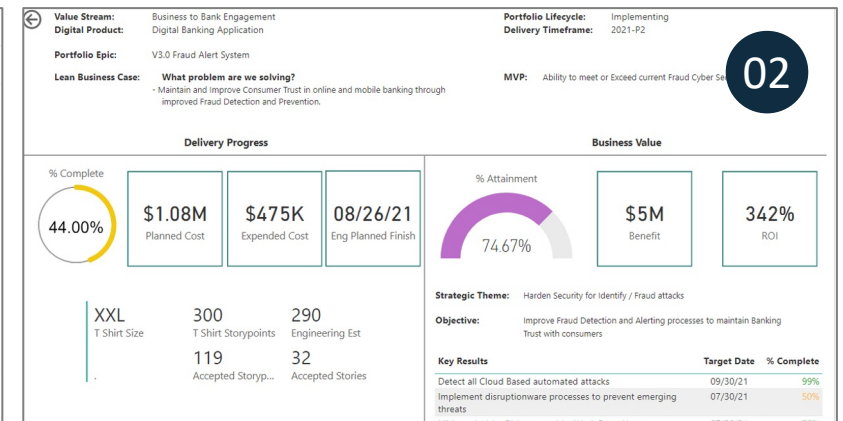 Value Stream: Business to Bank Engagement
Digital Product: Digital Banking Application
Portfolio Lifecycle: Implementing
Delivery Timeframe: 2021-P2
Portfolio Epic: V3.0 Fraud Alert System
Lean Business Case: What problem are we solving?
- Maintain and Improve Consumer Trust in online and mobile banking through
improved Fraud Detection and Prevention.
MVP: Ability to meet or Exceed current Fraud Cyber
02
Delivery Progress
% Complete
44.00%
$1.08M
Planned Cost
$475K
Expended Cost
08/26/21
Eng Planned Finish
XXL
T Shirt Size
300
T Shirt Storypoints
290
Engineering Est
.
119
Accepted Storyp...
32
Accepted Stories
Business Value
% Attainment
74.67%
$5M
Benefit
342%
ROI
Strategic Theme: Harden Security for Identify / Fraud attacks
Objective: Improve Fraud Detection and Alerting processes to maintain Banking
Trust with consumers
Key Results Target Date % Complete
Detect all Cloud Based automated attacks 09/30/21 99%
Implement disruptionware processes to prevent emerging 07/30/21 50%
threats